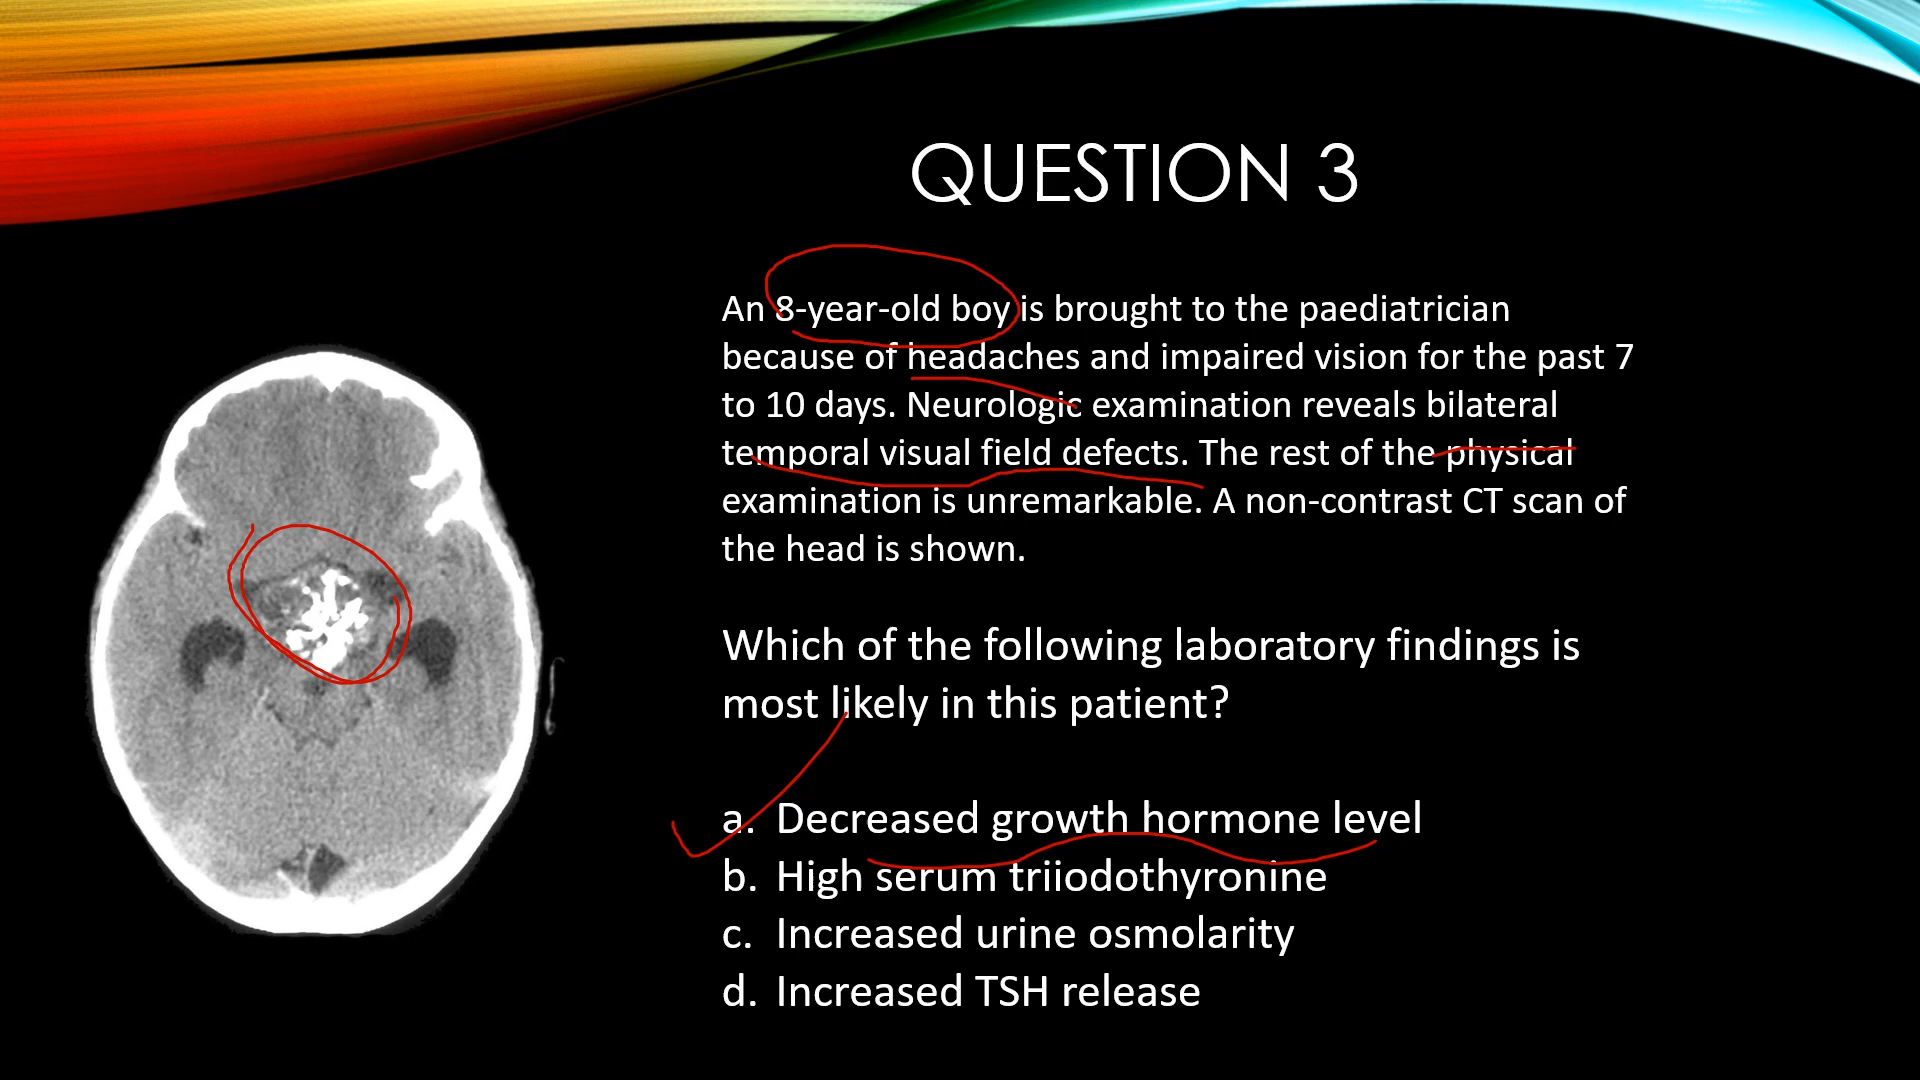 QUESTION 3
An 8-year-old boy is brought to the paediatrician
because of headaches and impaired vision for the past 7
to 10 days. Neurologic examination reveals bilateral
temporal visual field defects. The rest of the physical
examination is unremarkable. A non-contrast CT scan of
the head is shown.
Which of the following laboratory findings is
most likely in this patient?
a. Decreased growth hormone level
b. High serum triiodothyronine
c. Increased urine osmolarity
d. Increased TSH release